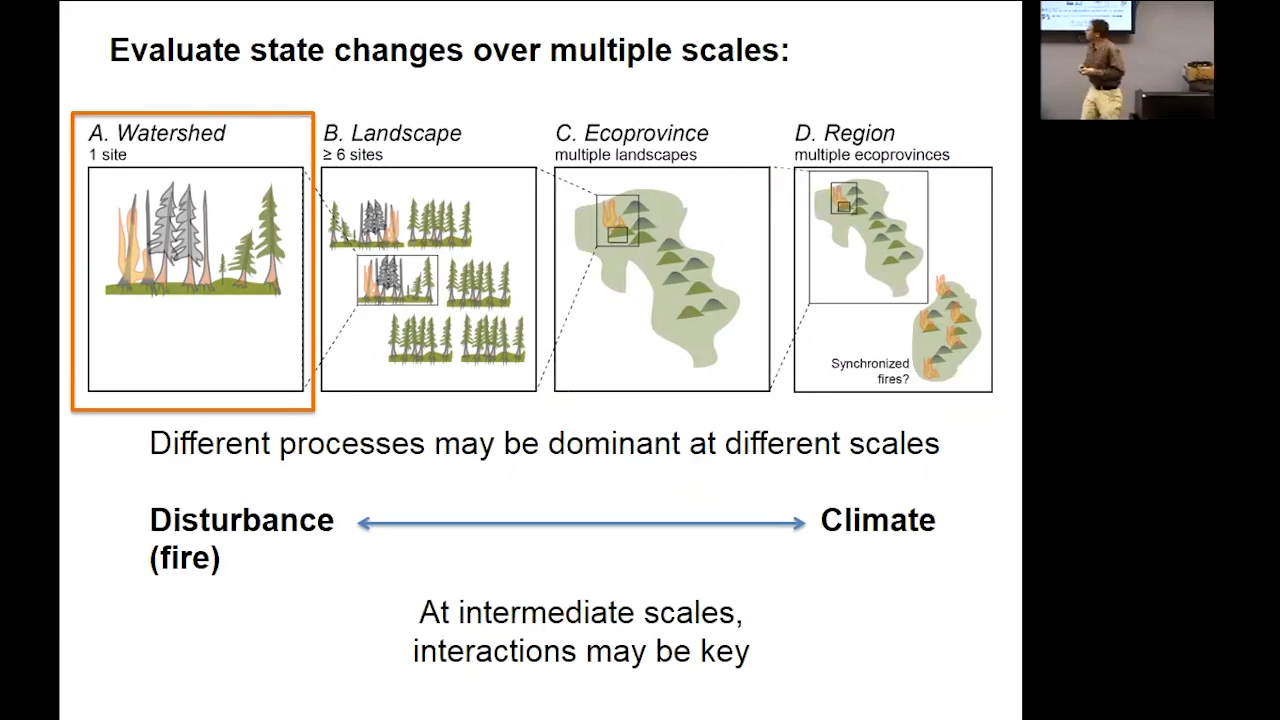 Evaluate state changes over multiple scales:
A. Watershed
1 site
B. Landscape
≥ 6 sites
C. Ecoprovince
multiple landscapes
D. Region
multiple ecoprovinces
Synchronized
fires?
Different processes may be dominant at different scales
Disturbance
(fire)
Climate
At intermediate scales,
interactions may be key